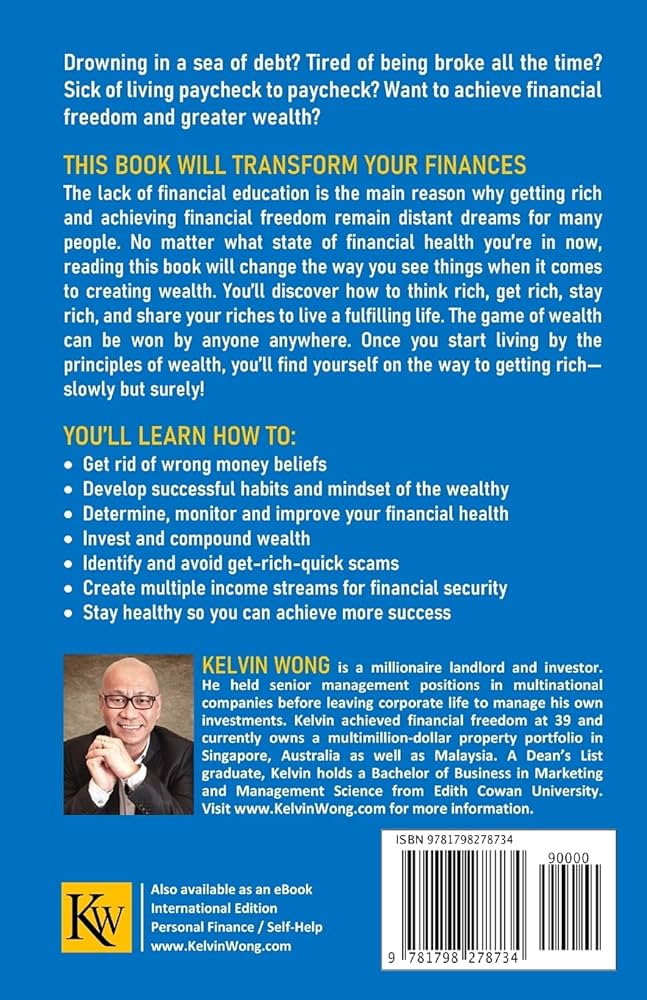 Drowning in a sea of debt? Tired of being broke all the time?
Sick of living paycheck to paycheck? Want to achieve financial
freedom and greater wealth?
THIS BOOK WILL TRANSFORM YOUR FINANCES
The lack of financial education is the main reason why getting rich
and achieving financial freedom remain distant dreams for many
people. No matter what state of financial health you're in now,
reading this book will change the way you see things when it comes
to creating wealth. You'll discover how to think rich, get rich, stay
rich, and share your riches to live a fulfilling life. The game of wealth
can be won by anyone anywhere. Once you start living by the
principles of wealth, you'll find yourself on the way to getting rich—
slowly but surely!
YOU'LL LEARN HOW TO:
• Get rid of wrong money beliefs
• Develop successful habits and mindset of the wealthy
• Determine, monitor and improve your financial health
• Invest and compound wealth
• Identify and avoid get-rich-quick scams
• Create multiple income streams for financial security
• Stay healthy so you can achieve more success
KELVIN WONG is a millionaire landlord and investor.
He held senior management positions in multinational
companies before leaving corporate life to manage his own
investments. Kelvin achieved financial freedom at 39 and
currently owns a multimillion-dollar property portfolio in
Singapore, Australia as well as Malaysia. A Dean's List
graduate, Kelvin holds a Bachelor of Business in Marketing
and Management Science from Edith Cowan University.
Visit www.KelvinWong.com for more information.
KW
Also available as an eBook
International Edition
Personal Finance / Self-Help
www.KelvinWong.com
ISBN 9781798278734
90000
9 781798 278734